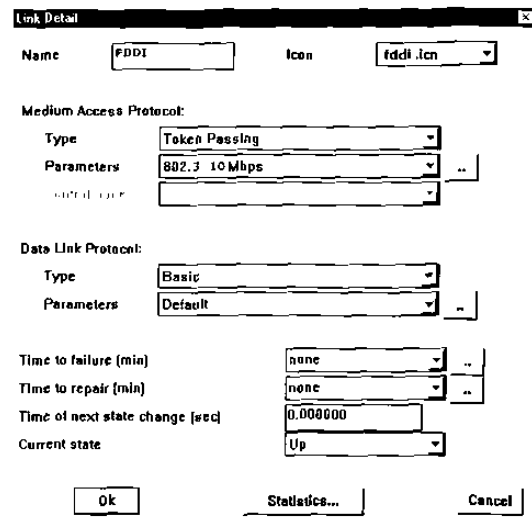 Link Detail
Name FDDI Icon fddi .icn
Medium Access Protocol:
Type Token Passing
Parameters 802.3 10 Mbps ..
Data Link Protocol:
Type Basic
Parameters Default ..
Time to failure (min) none ..
Time to repair (min) none ..
Time of next state change (sec) 0.000000
Current state Up
Ok Statistics... Cancel